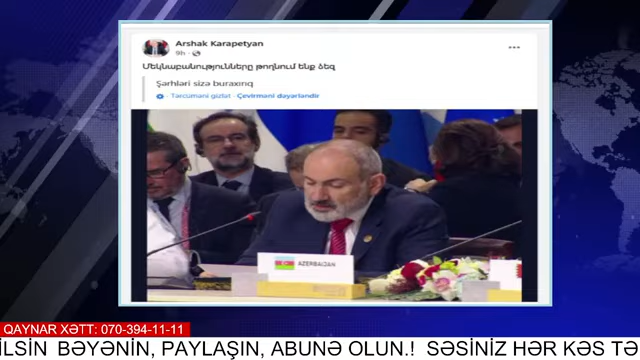 Arshak Karapetyan
9h
Մեկնաբանությունները թողնում ենք ձեզ
Şərhləri sizə buraxırıq
Tərcüməni gizlət · Çevirməni dəyərləndir
AZERBAIJAN
QAYNAR XƏTT: 070-394-11-11
İLSİN BƏYƏNİN, PAYLAŞIN, ABUNƏ OLUN.! SƏSİNİZ HƏR KƏS TƏ